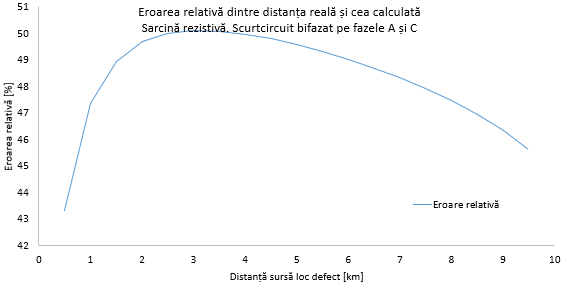 Eroarea relativă dintre distanța reală și cea calculată
Sarcină rezistivă. Scurtcircuit bifazat pe fazele A și C
51
50
49
48
47
46
45
44
43
42
Eroarea relativă [%]
Eroare relativă
0 1 2 3 4 5 6 7 8 9 10
Distanță sursă loc defect [km]